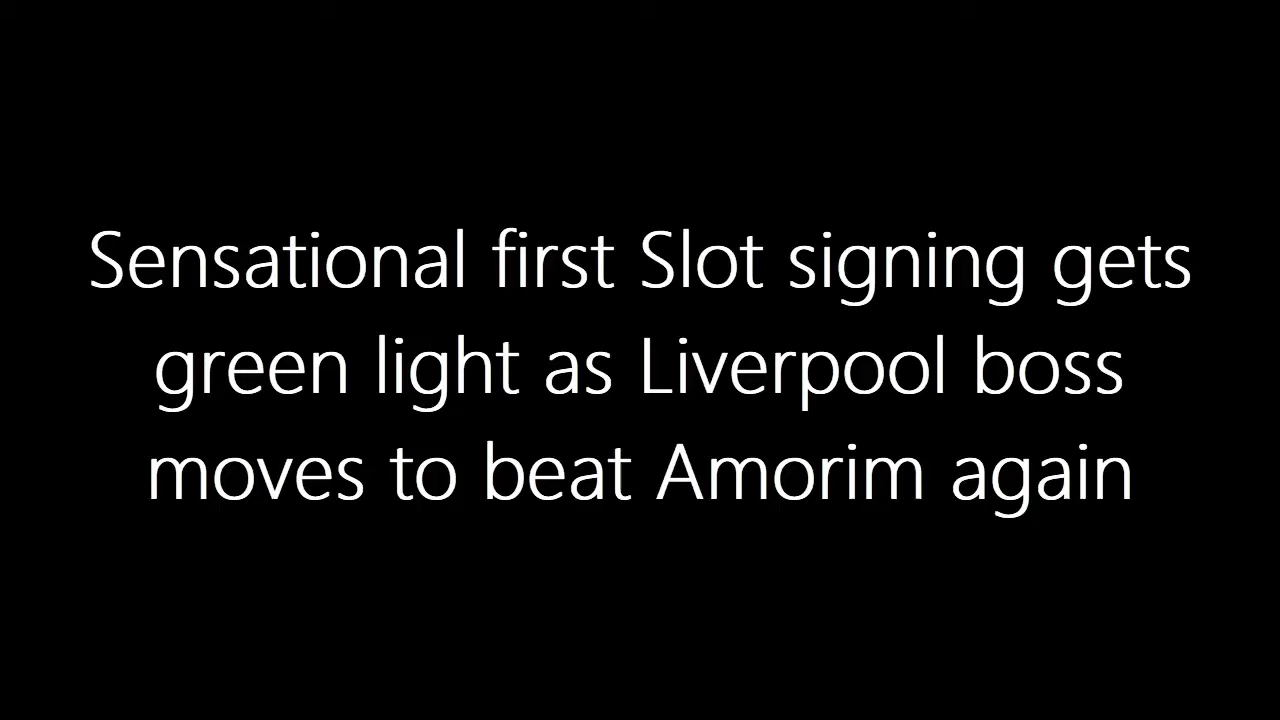 Sensational first Slot signing gets
green light as Liverpool boss
moves to beat Amorim again